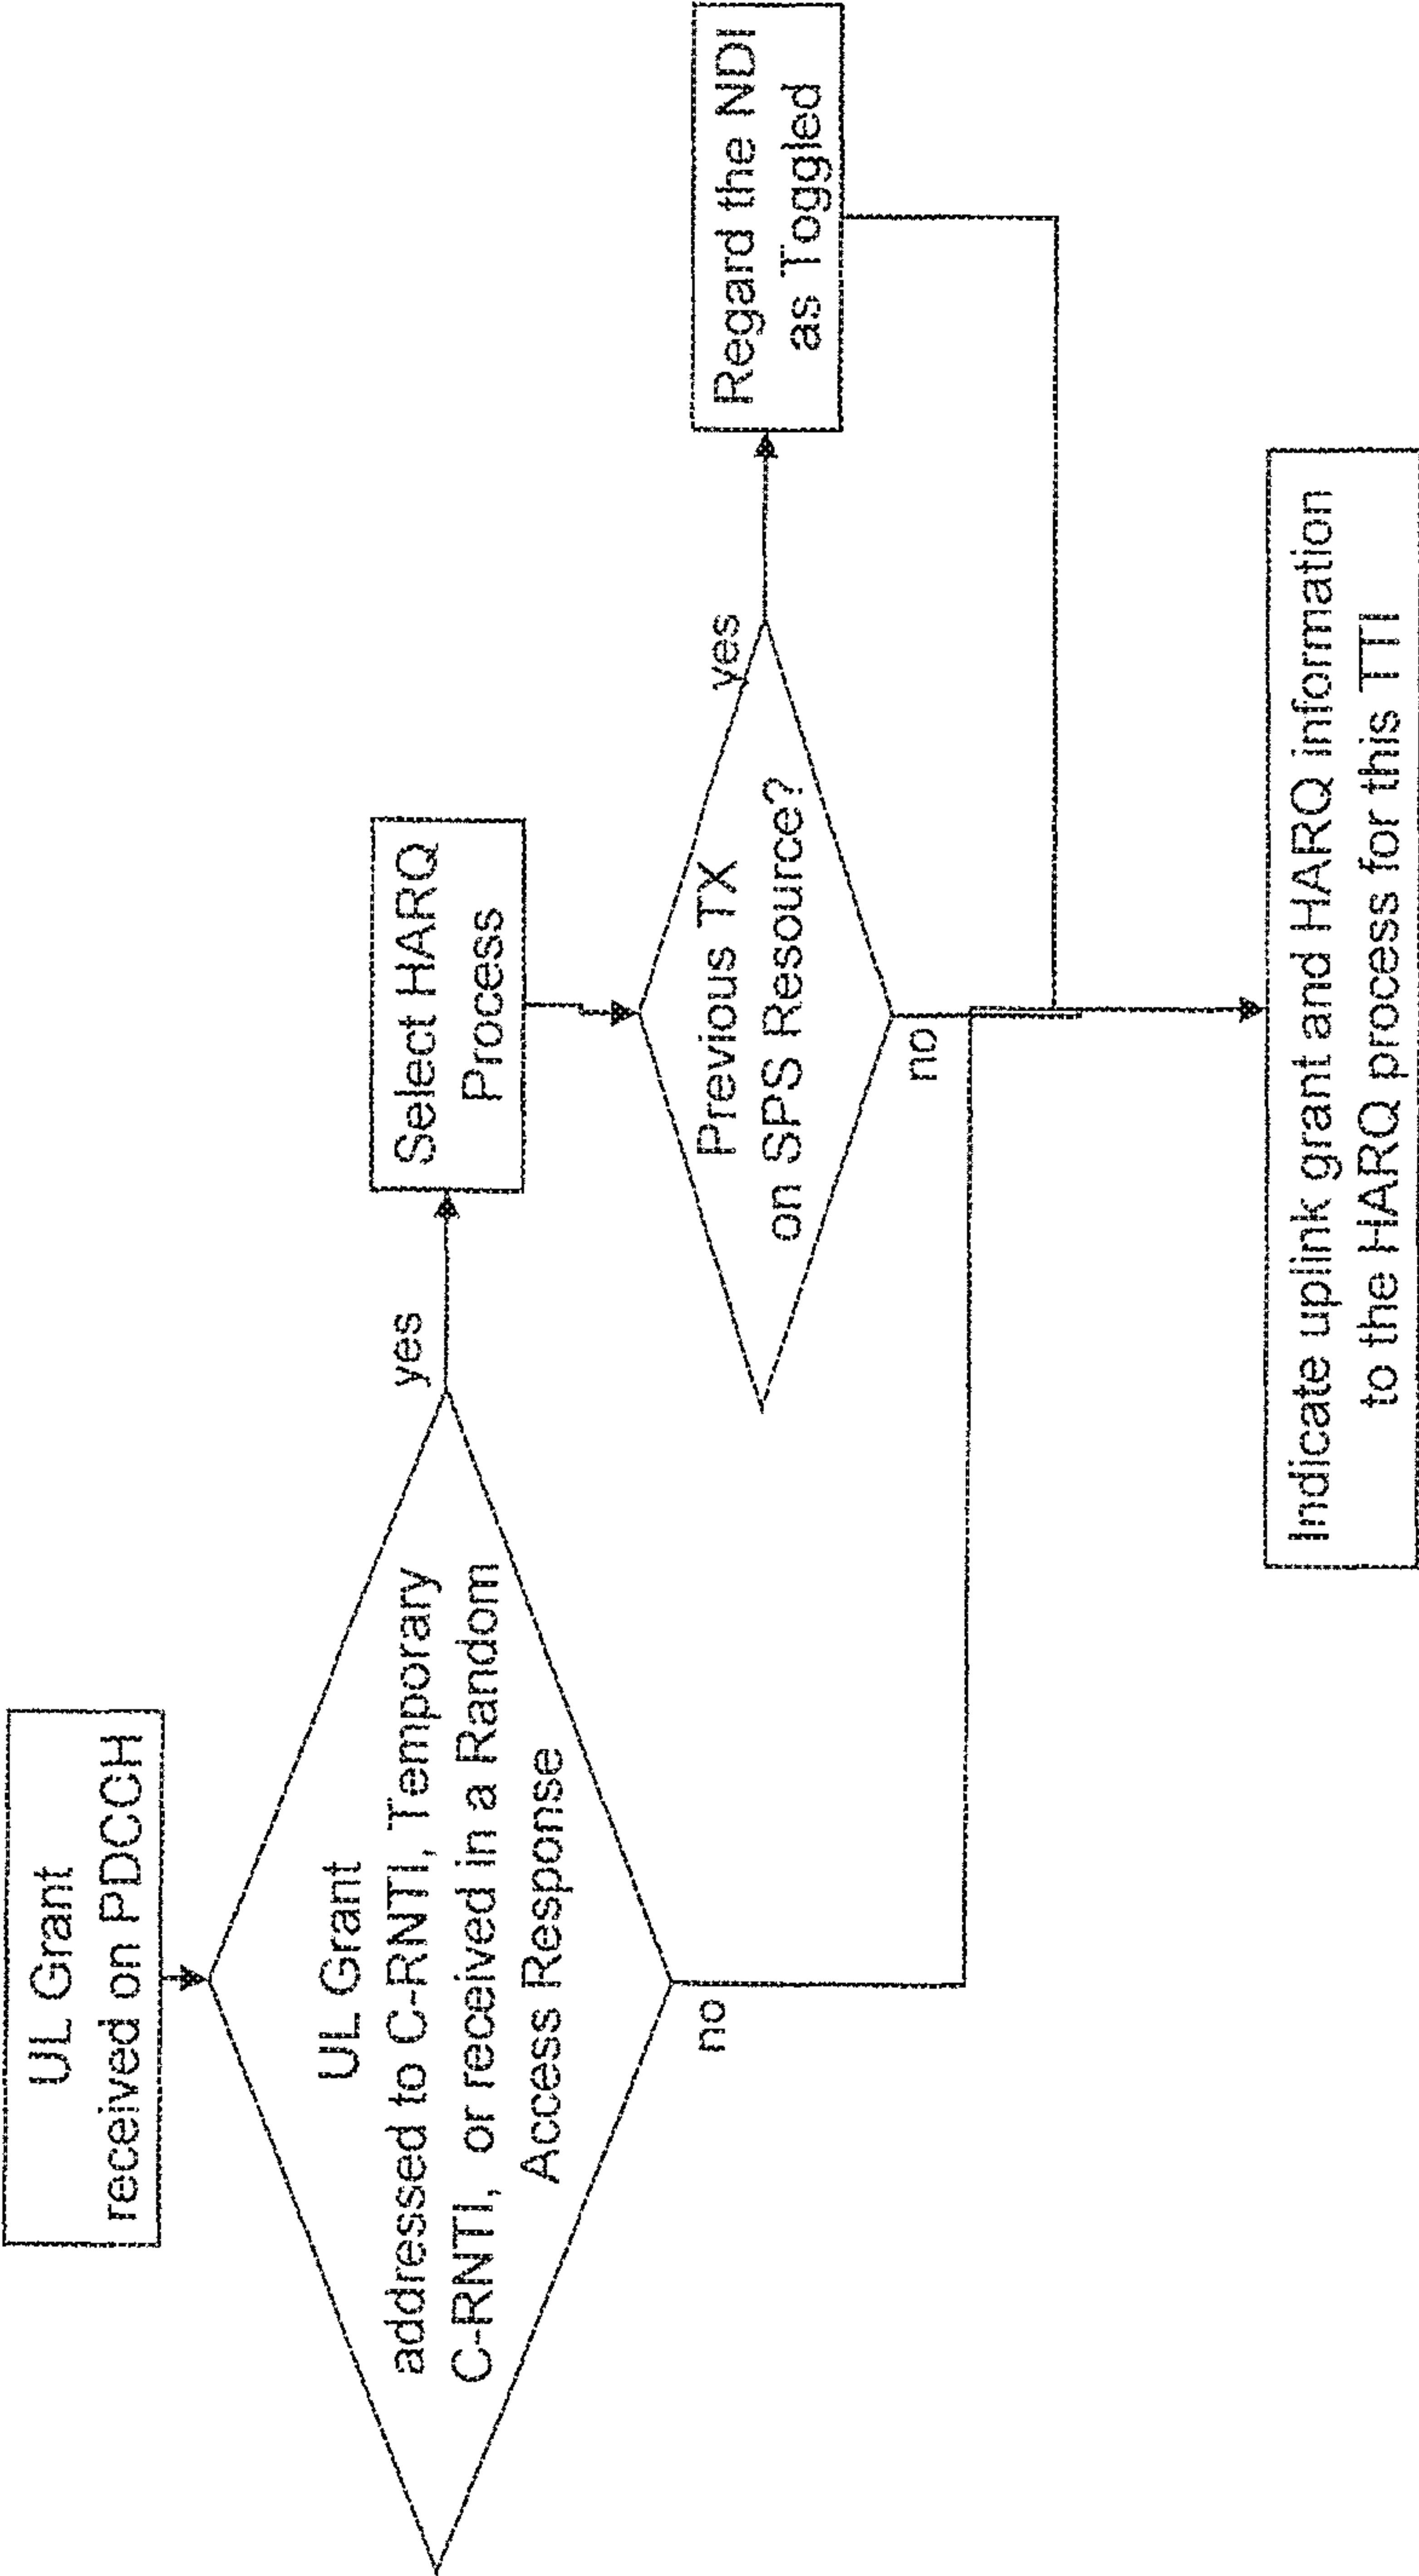 UL Grant
received on PDCCH
UL Grant
addressed to C-RNTI, Temporary
C-RNTI, or received in a Random
Access Response
yes
no
Select HARQ
Process
Previous TX
on SPS Resource?
yes
no
Regard the NDI
as Toggled
Indicate uplink grant and HARQ information
to the HARQ process for this TTI